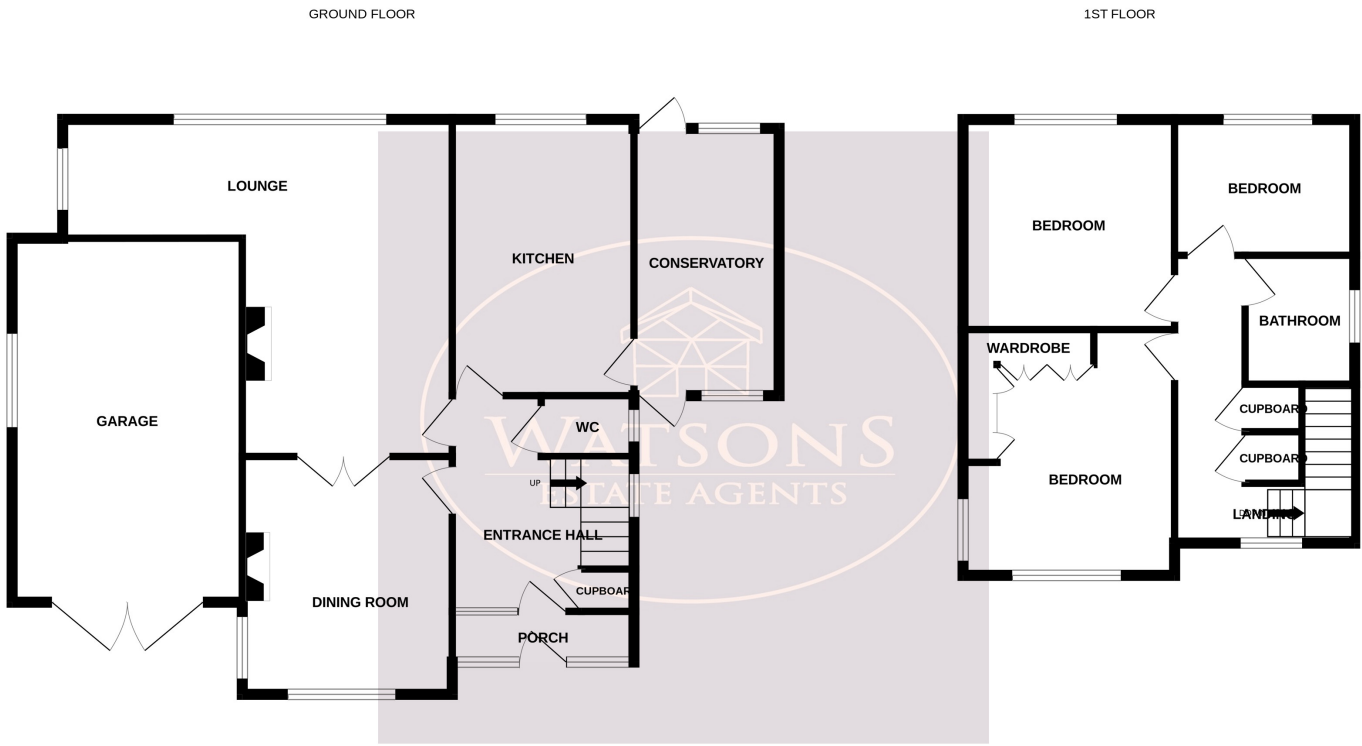 GROUND FLOOR
1ST FLOOR
LOUNGE
KITCHEN
CONSERVATORY
GARAGE
WC
UP
ENTRANCE HALL
CUPBOAR
DINING ROOM
PORCH
WATSONS
ESTATE AGENTS
BEDROOM
BEDROOM
BATHROOM
WARDROBE
CUPBOARD
CUPBOARD
BEDROOM
LANDING